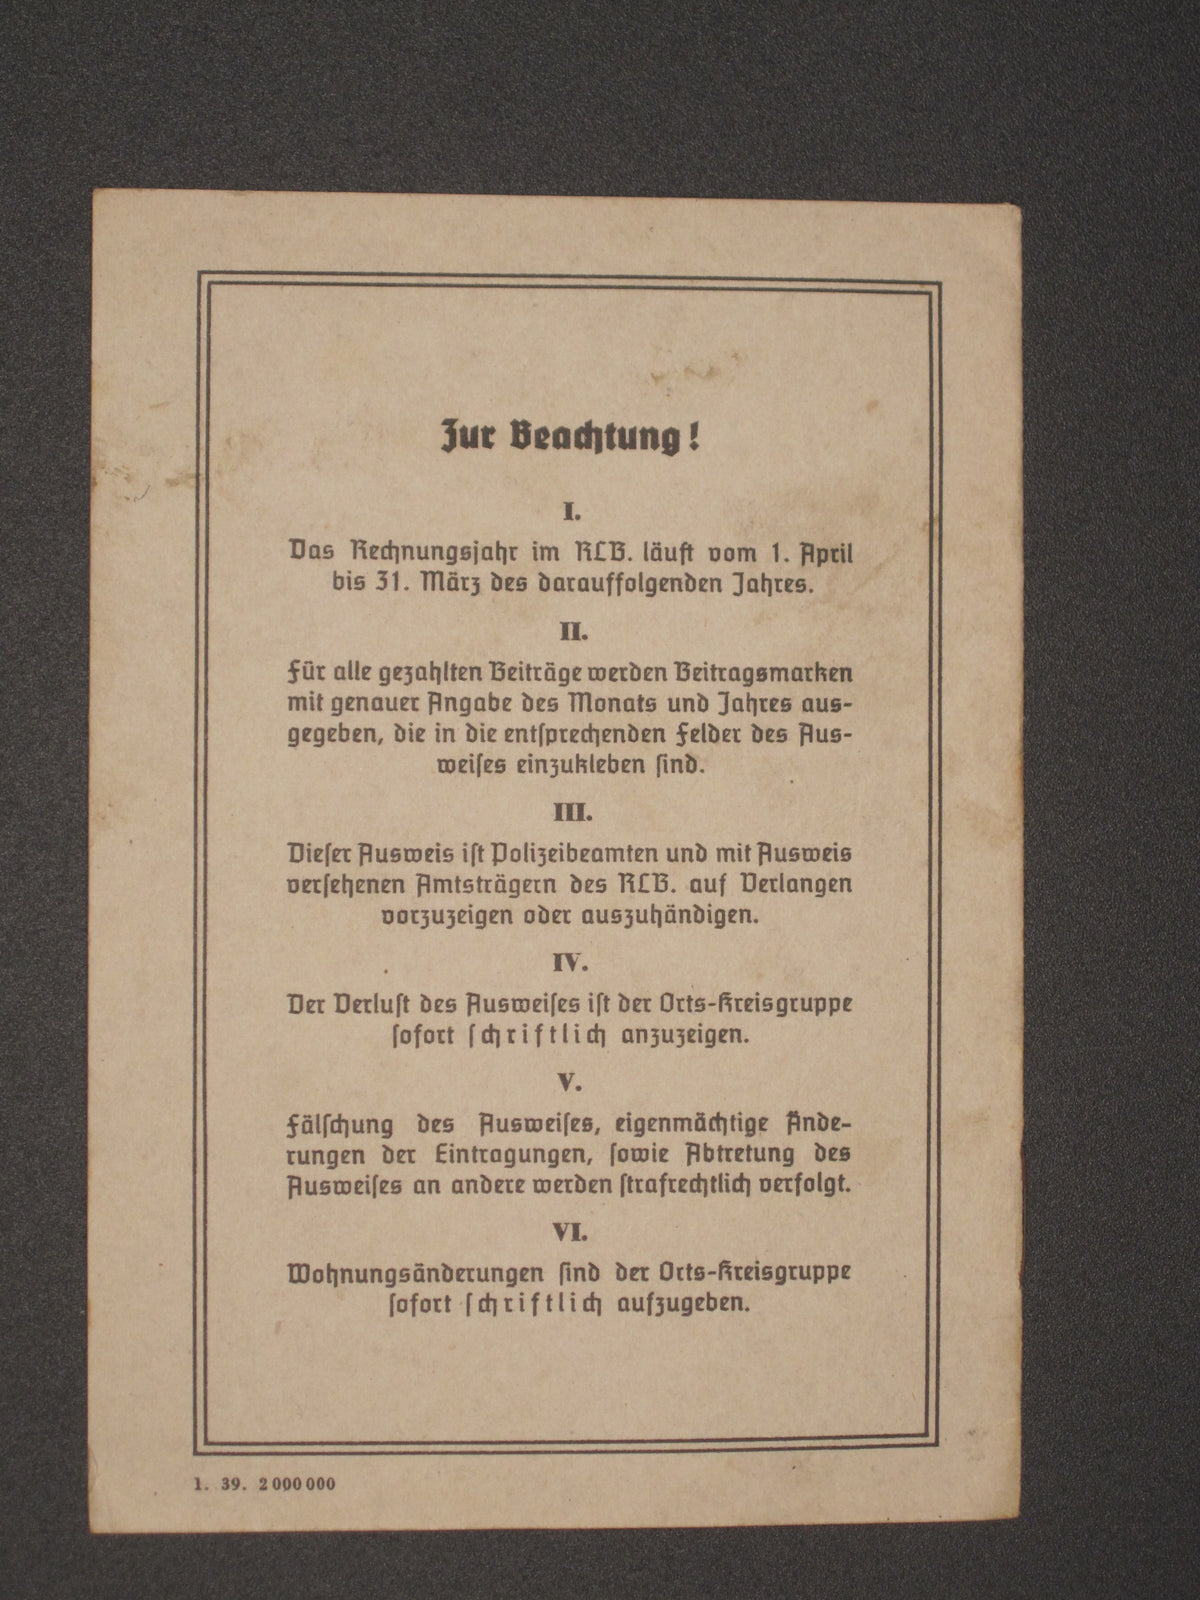 Zur Beachtung!
I.
Das Rechnungsjahr im RLB. läuft vom 1. April
bis 31. März des darauffolgenden Jahres.
II.
Für alle gezahlten Beiträge werden Beitragsmarken
mit genauer Angabe des Monats und Jahres aus-
gegeben, die in die entsprechenden Felder des Aus-
weises einzukleben sind.
III.
Dieser Ausweis ist Polizeibeamten und mit Ausweis
versehenen Amtsträgern des RLB. auf Verlangen
vorzuzeigen oder auszuhändigen.
IV.
Der Verlust des Ausweises ist der Orts-Kreisgruppe
sofort schriftlich anzuzeigen.
V.
Fälschung des Ausweises, eigenmächtige Ände-
rungen der Eintragungen, sowie Abtretung des
Ausweises an andere werden strafrechtlich verfolgt.
VI.
Wohnungsänderungen sind der Orts-Kreisgruppe
sofort schriftlich aufzugeben.
1. 39. 2 000 000